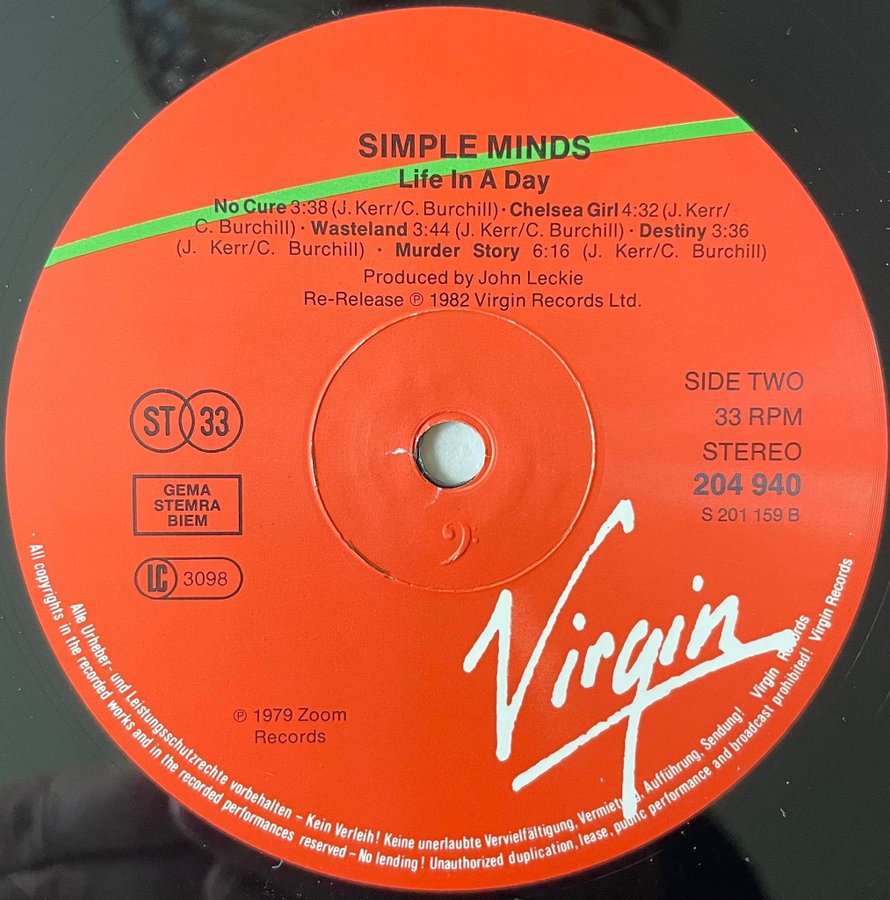 SIMPLE MINDS
Life In A Day
No Cure 3:38 (J. Kerr/C. Burchill) · Chelsea Girl 4:32 (J. Kerr/
C. Burchill) · Wasteland 3:44 (J. Kerr/C. Burchill) · Destiny 3:36
(J. Kerr/C. Burchill) · Murder Story 6:16 (J. Kerr/C. Burchill)
Produced by John Leckie
Re-Release ℗ 1982 Virgin Records Ltd.
ST 33
GEMA
STEMRA
BIEM
LC 3098
SIDE TWO
33 RPM
STEREO
204 940
S 201 159 B
Virgin
℗ 1979 Zoom
Records
Alle Urheber- und Leistungsschutzrechte vorbehalten – Kein Verleih! Keine unerlaubte Vervielfältigung, Vermietung, Aufführung, Sendung! Virgin Records
All copyrights in the recorded works and in the recorded performances reserved – No lending! Unauthorized duplication, lease, public performance and broadcast prohibited! Virgin Records